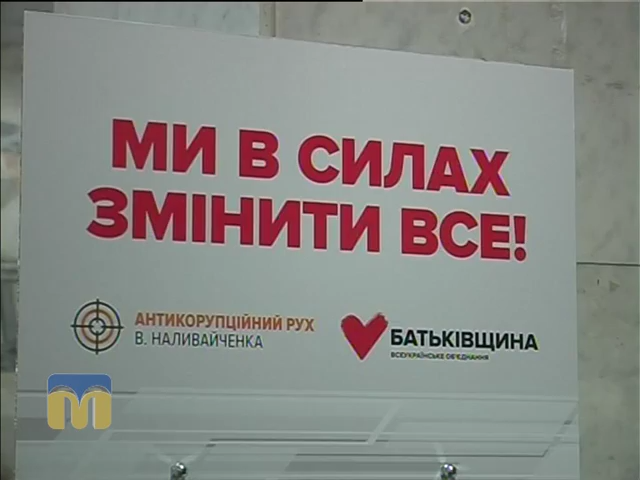 МИ В СИЛАХ
ЗМІНИТИ ВСЕ!
АНТИКОРУПЦІЙНИЙ РУХ
В. НАЛИВАЙЧЕНКА
БАТЬКІВЩИНА
ВСЕУКРАЇНСЬКЕ ОБ'ЄДНАННЯ
М